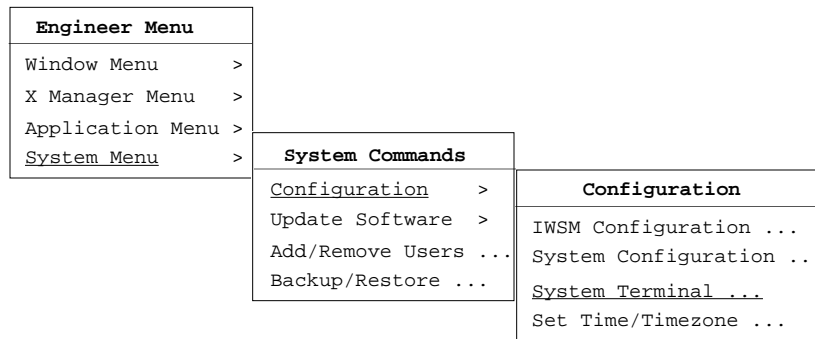 Engineer Menu
Window Menu >
X Manager Menu >
Application Menu >
System Menu >
System Commands
Configuration >
Update Software >
Add/Remove Users ...
Backup/Restore ...
Configuration
IWSM Configuration ...
System Configuration ..
System Terminal ...
Set Time/Timezone ...